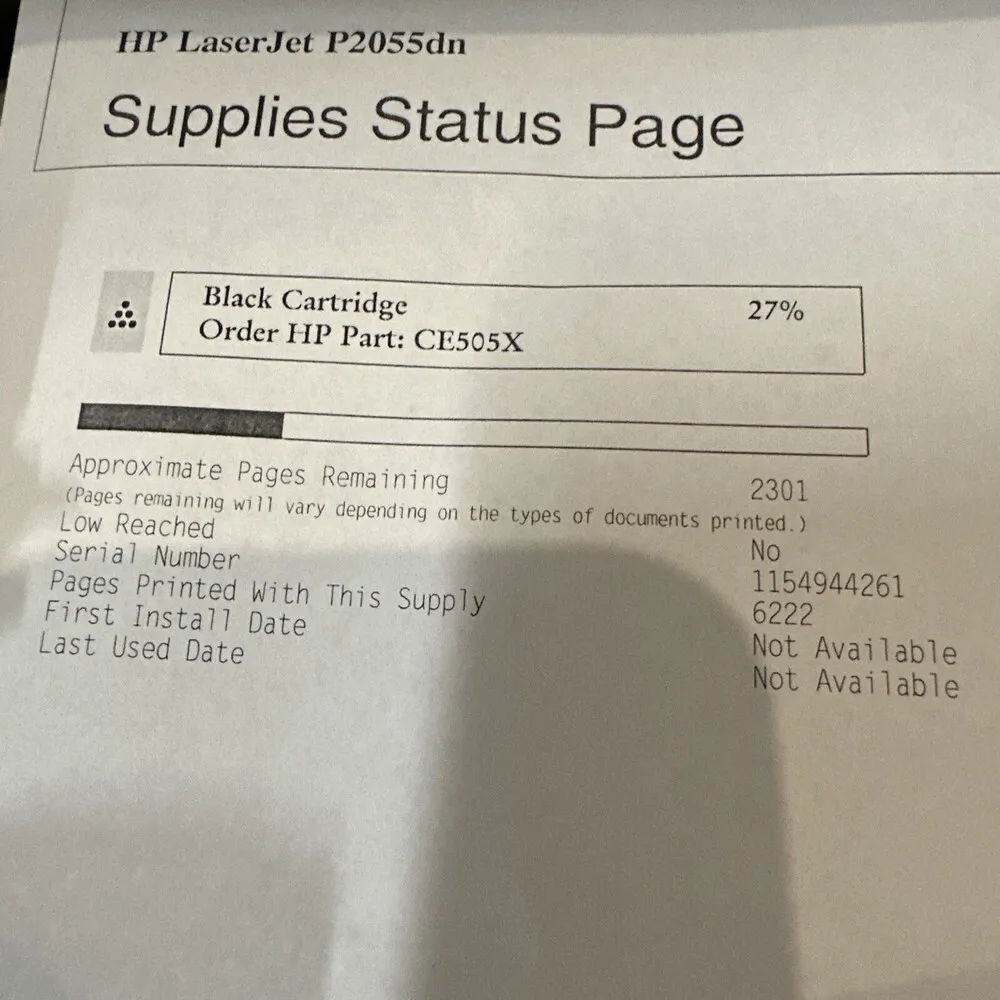 HP LaserJet P2055dn
Supplies Status Page
Black Cartridge 27%
Order HP Part: CE505X
Approximate Pages Remaining 2301
(Pages remaining will vary depending on the types of documents printed.)
Low Reached No
Serial Number 1154944261
Pages Printed With This Supply 6222
First Install Date Not Available
Last Used Date Not Available